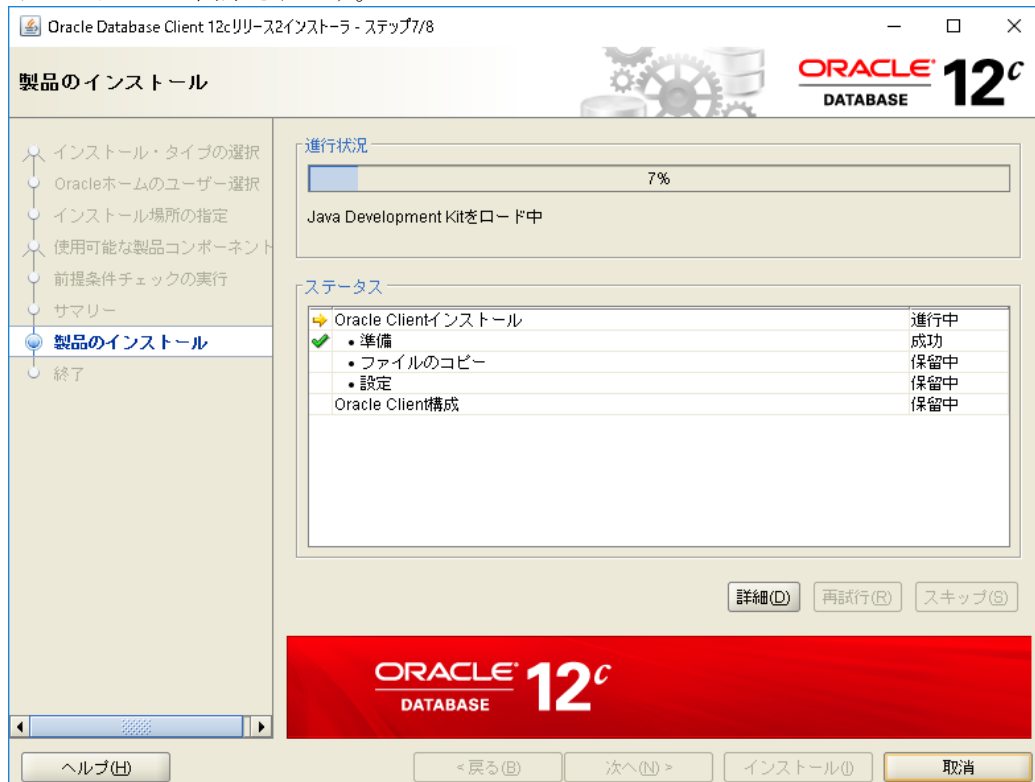 Oracle Database Client 12cリリース2インストーラ - ステップ7/8
製品のインストール
ORACLE 12c
DATABASE
インストール・タイプの選択
Oracleホームのユーザー選択
インストール場所の指定
使用可能な製品コンポーネント
前提条件チェックの実行
サマリー
製品のインストール
終了
進行状況
7%
Java Development Kitをロード中
ステータス
Oracle Clientインストール 進行中
• 準備 成功
• ファイルのコピー 保留中
• 設定 保留中
Oracle Client構成 保留中
詳細(D) 再試行(R) スキップ(S)
ORACLE 12c
DATABASE
ヘルプ(H) < 戻る(B) 次へ(N) > インストール(I) 取消